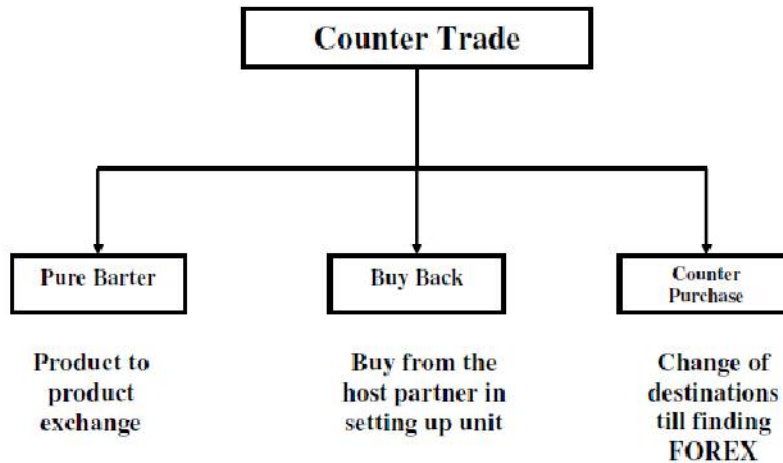 Counter Trade
Pure Barter
Buy Back
Counter
Purchase
Product to
product
exchange
Buy from the
host partner in
setting up unit
Change of
destinations
till finding
FOREX